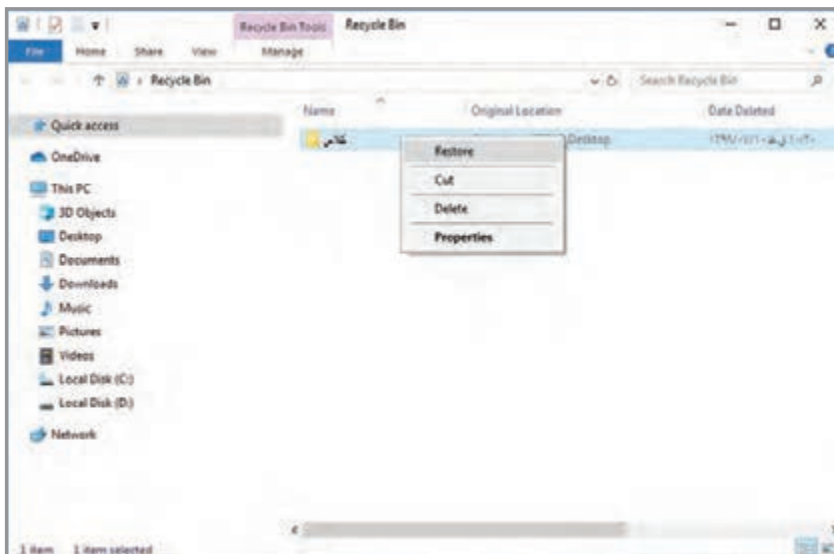 Recycle Bin Tools Recycle Bin
File Home Share View Manage
Recycle Bin Search Recycle Bin
Name Original Location Date Deleted
Quick access
Desktop
Restore
Cut
Delete
Properties
OneDrive
This PC
3D Objects
Desktop
Documents
Downloads
Music
Pictures
Videos
Local Disk (C:)
Local Disk (D:)
Network
1 item 1 item selected